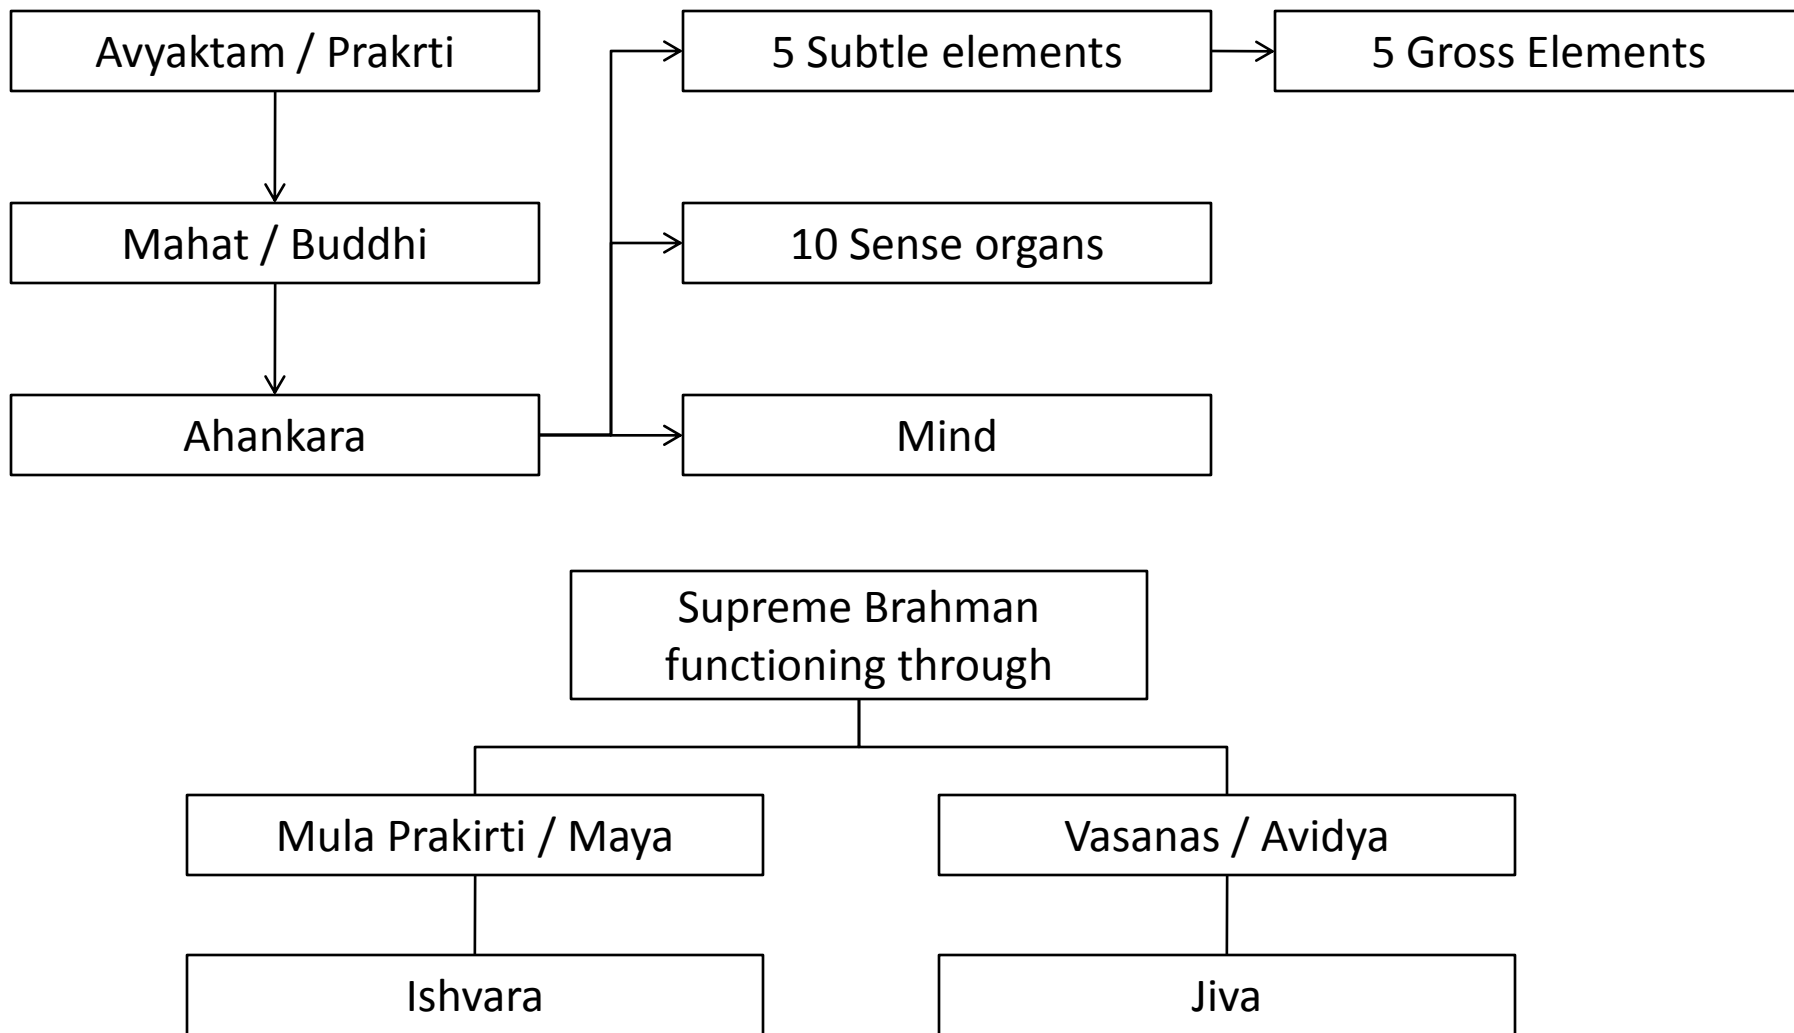 Avyaktam / Prakrti
5 Subtle elements
5 Gross Elements
Mahat / Buddhi
10 Sense organs
Ahankara
Mind
Supreme Brahman
functioning through
Mula Prakirti / Maya
Vasanas / Avidya
Ishvara
Jiva